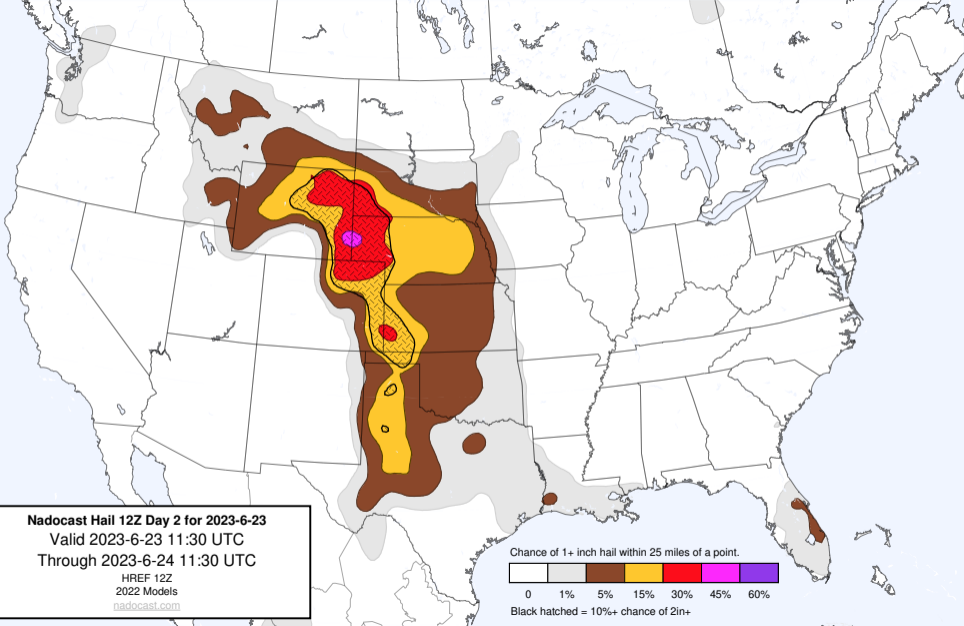 Nadocast Hail 12Z Day 2 for 2023-6-23
Valid 2023-6-23 11:30 UTC
Through 2023-6-24 11:30 UTC
HREF 12Z
2022 Models
nadocast.com
Chance of 1+ inch hail within 25 miles of a point.
0 1% 5% 15% 30% 45% 60%
Black hatched = 10%+ chance of 2in+